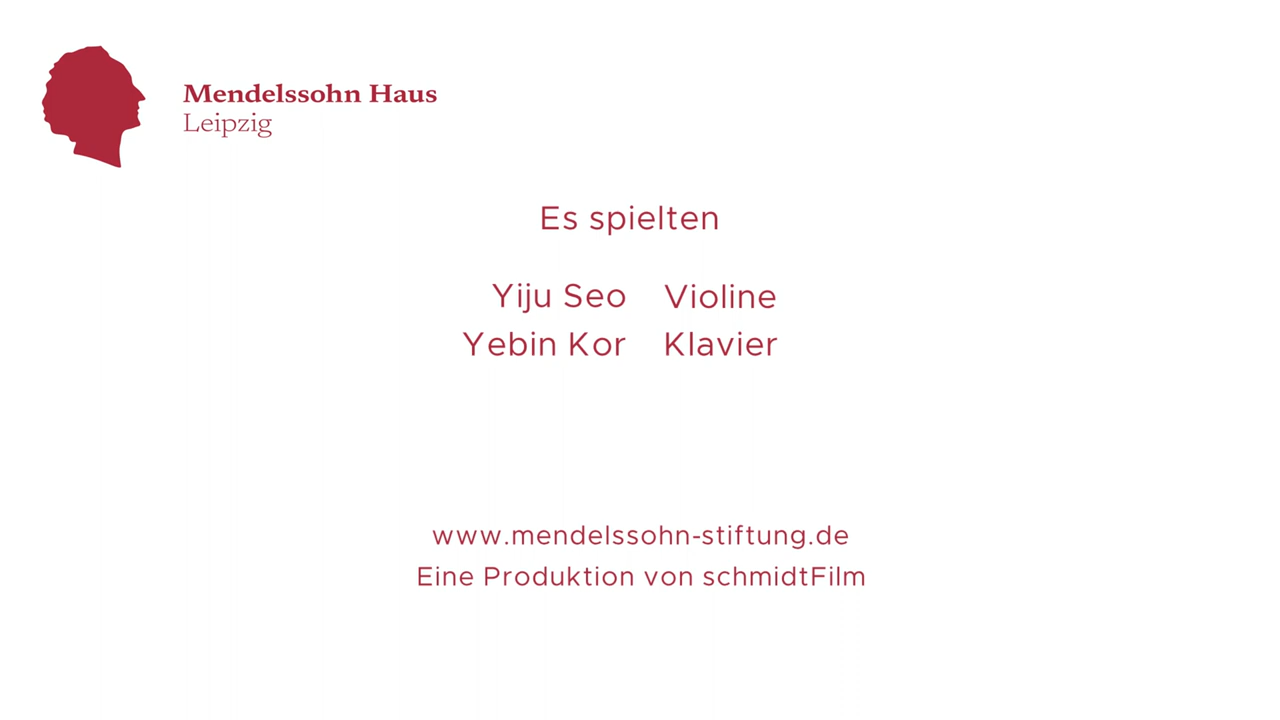 Mendelssohn Haus
Leipzig
Es spielten
Yiju Seo Violine
Yebin Kor Klavier
www.mendelssohn-stiftung.de
Eine Produktion von schmidtFilm